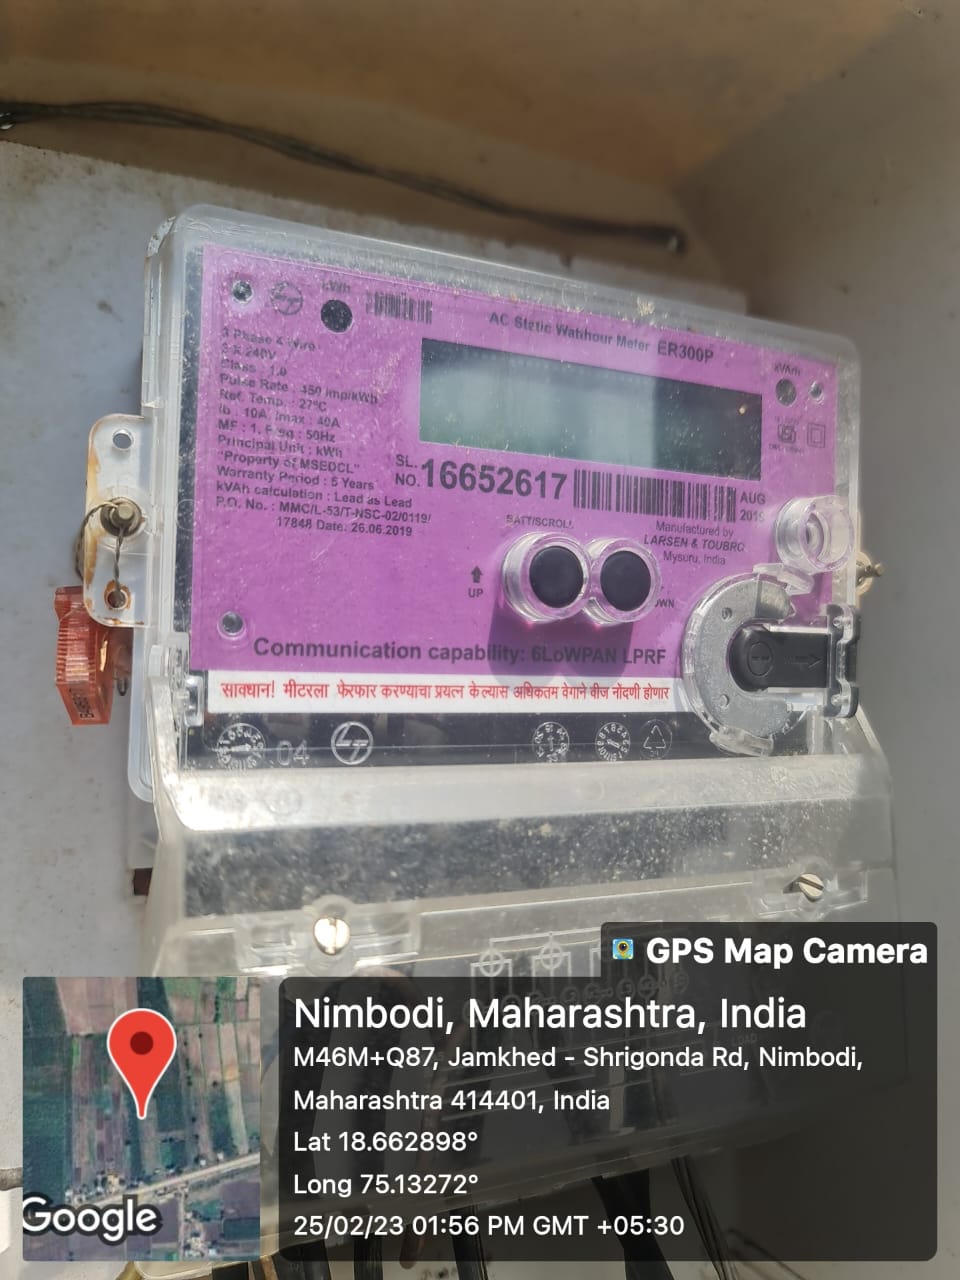 kWh
AC Static Watthour Meter ER300P
kVArh
3 Phase 4 Wire
3 X 240V
Class : 1.0
Pulse Rate : 450 imp/kWh
Ref. Temp. : 27°C
Ib : 10A Imax : 40A
MF : 1, Freq : 50Hz
Principal Unit : kWh
"Property of MSEDCL"
Warranty Period : 5 Years
kVAh calculation : Lead as Lead
P.O. No. : MMC/L-53/T-NSC-02/0119/
17848 Date: 26.06.2019
SL. NO. 16652617
AUG
2019
BATT/SCROLL
Manufactured by
LARSEN & TOUBRO
Mysuru, India
UP
Communication capability: 6LoWPAN LPRF
सावधान! मीटरला फेरफार करण्याचा प्रयत्न केल्यास अधिकतम वेगाने वीज नोंदणी होणार
04
GPS Map Camera
Nimbodi, Maharashtra, India
M46M+Q87, Jamkhed - Shrigonda Rd, Nimbodi,
Maharashtra 414401, India
Lat 18.662898°
Long 75.13272°
25/02/23 01:56 PM GMT +05:30
Google